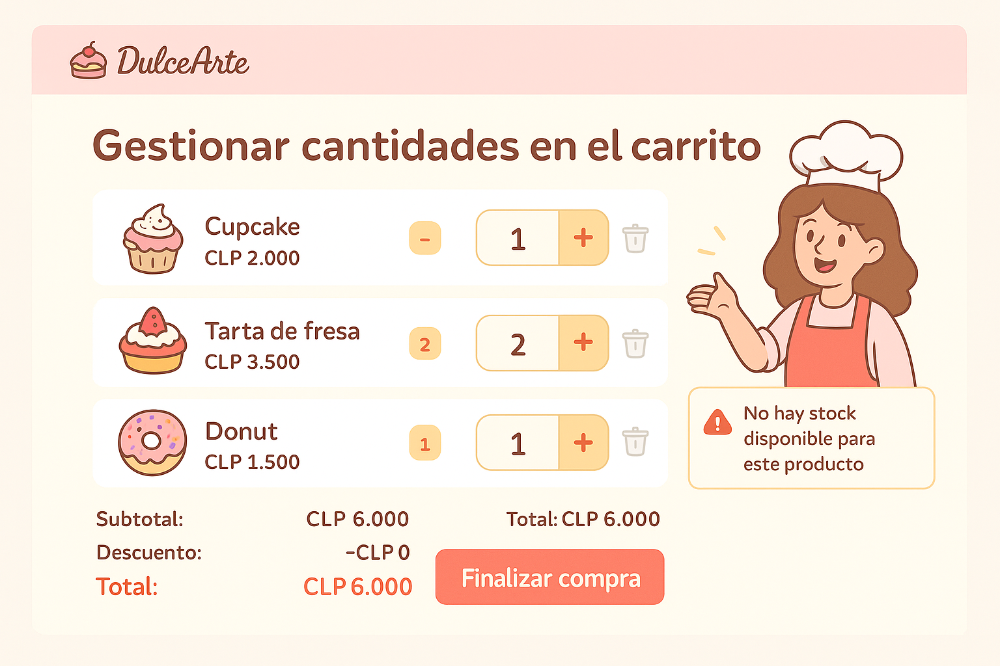 DulceArte
Gestionar cantidades en el carrito
Cupcake
CLP 2.000
- 1 +
Tarta de fresa
CLP 3.500
2 2 +
Donut
CLP 1.500
1 1 +
No hay stock
disponible para
este producto
Subtotal: CLP 6.000
Total: CLP 6.000
Descuento: -CLP 0
Total: CLP 6.000
Finalizar compra